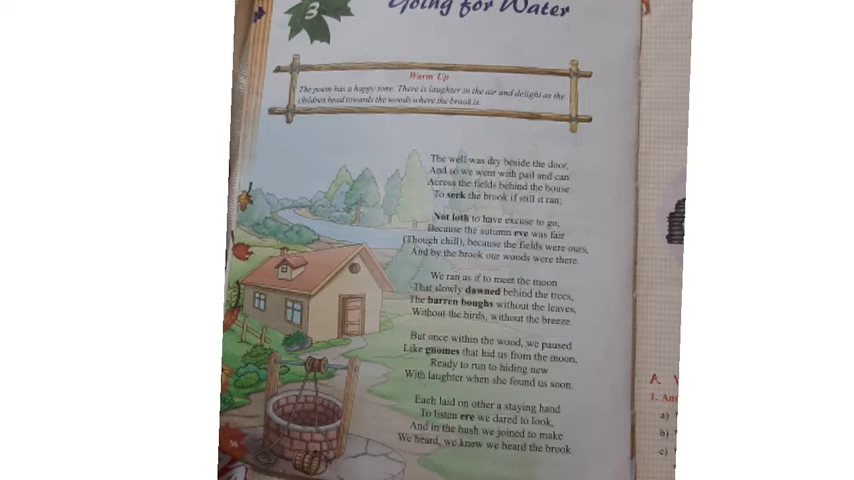 3
Going for Water
Warm Up
The poem has a happy tone. There is laughter in the air and delight as the
children head towards the woods where the brook is.
The well was dry beside the door,
And so we went with pail and can
Across the fields behind the house
To seek the brook if still it ran;
Not loth to have excuse to go,
Because the autumn eve was fair
(Though chill), because the fields were ours,
And by the brook our woods were there.
We ran as if to meet the moon
That slowly dawned behind the trees,
The barren boughs without the leaves,
Without the birds, without the breeze.
But once within the wood, we paused
Like gnomes that hid us from the moon,
Ready to run to hiding new
With laughter when she found us soon.
Each laid on other a staying hand
To listen ere we dared to look,
And in the hush we joined to make
We heard, we knew we heard the brook.
A.
1.
a)
b)
c)